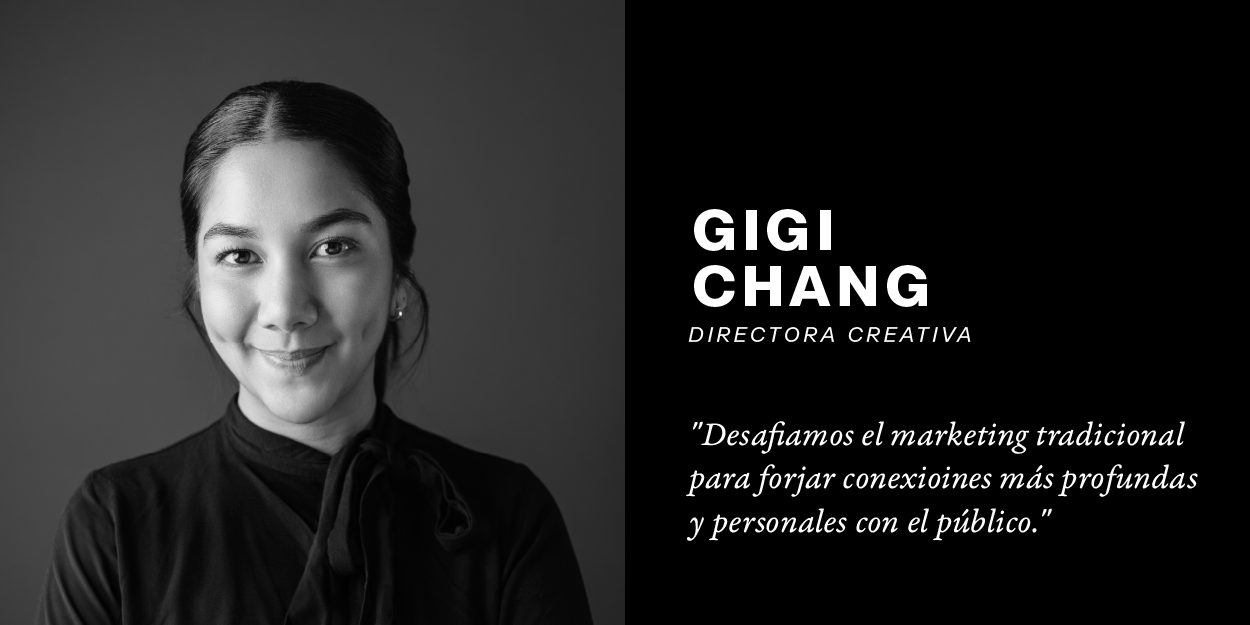 GIGI
CHANG
DIRECTORA CREATIVA
"Desafiamos el marketing tradicional
para forjar conexioines más profundas
y personales con el público."